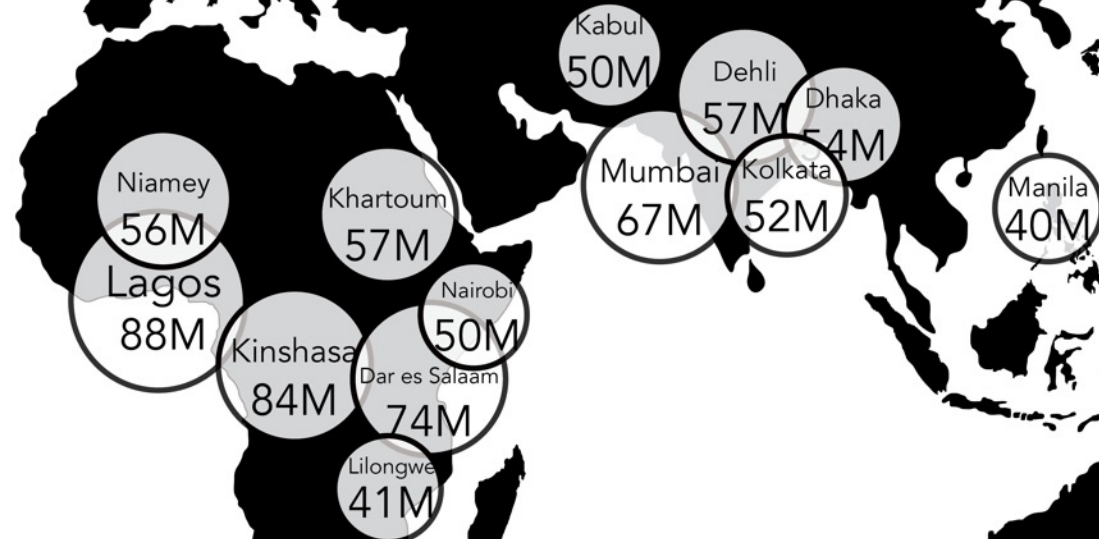 Kabul
50M
Dehli
57M
Dhaka
54M
Mumbai
67M
Kolkata
52M
Manila
40M
Niamey
56M
Khartoum
57M
Lagos
88M
Nairobi
50M
Kinshasa
84M
Dar es Salaam
74M
Lilongwe
41M